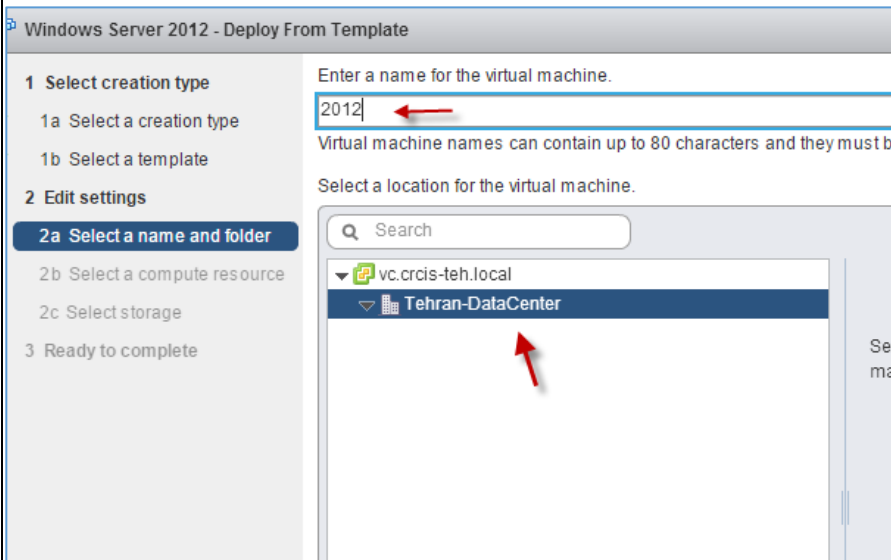 Windows Server 2012 - Deploy From Template
1 Select creation type
1a Select a creation type
1b Select a template
2 Edit settings
2a Select a name and folder
2b Select a compute resource
2c Select storage
3 Ready to complete
Enter a name for the virtual machine.
2012
Virtual machine names can contain up to 80 characters and they must b
Select a location for the virtual machine.
Search
vc.crcis-teh.local
Tehran-DataCenter
Se
ma